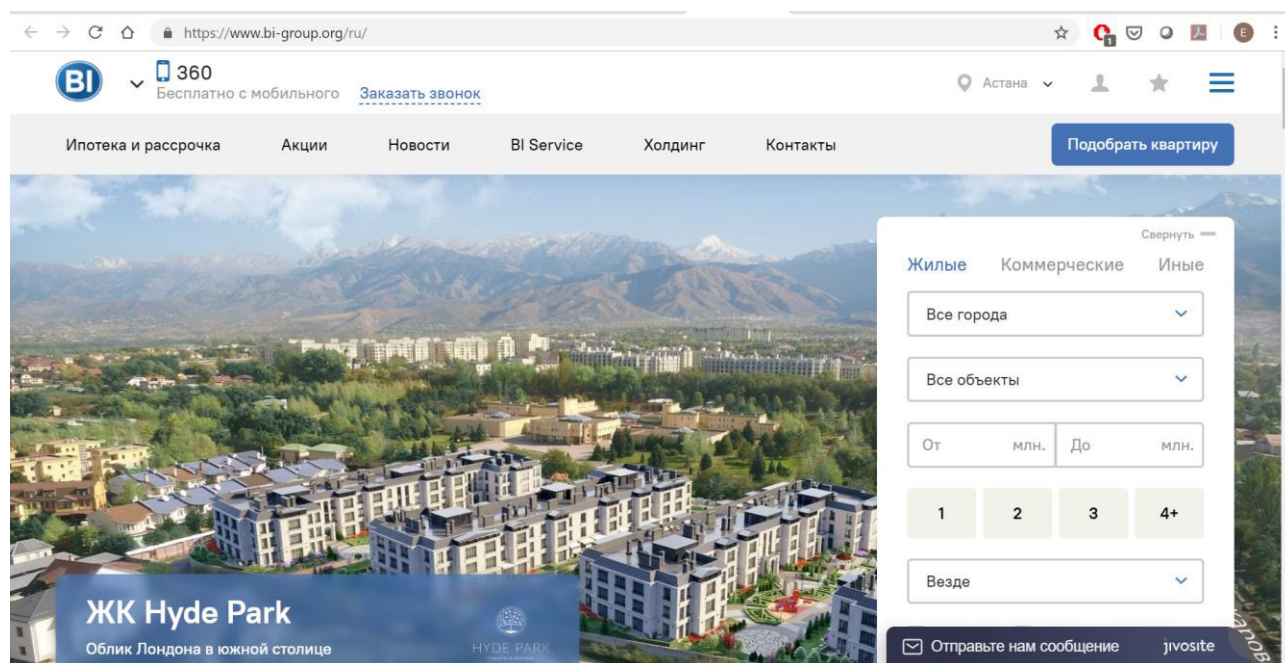 https://www.bi-group.org/ru/
1
E
BI
360
Бесплатно с мобильного
Заказать звонок
Астана
Ипотека и рассрочка
Акции
Новости
BI Service
Холдинг
Контакты
Подобрать квартиру
Свернуть
Жилые
Коммерческие
Иные
Все города
Все объекты
От млн.
До млн.
1
2
3
4+
Везде
ЖК Hyde Park
Облик Лондона в южной столице
HYDE PARK
Отправьте нам сообщение
jivosite